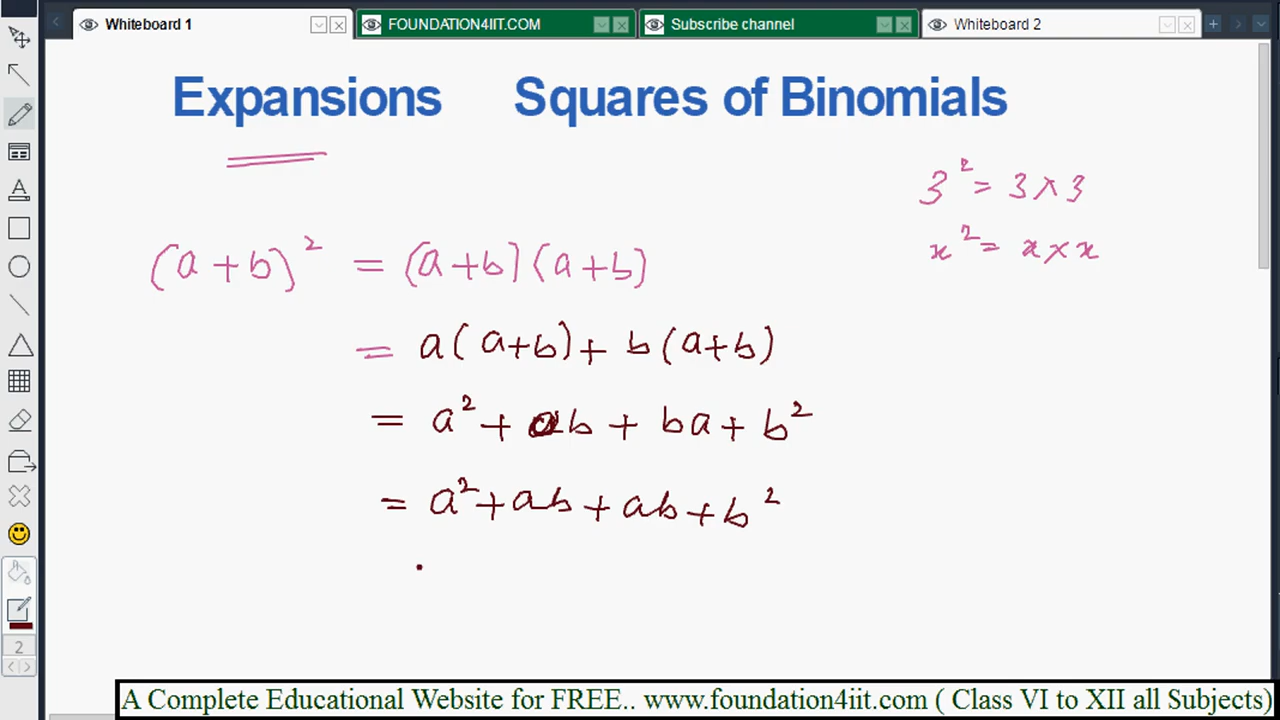 Whiteboard 1 FOUNDATION4IIT.COM Subscribe channel Whiteboard 2
Expansions Squares of Binomials
3² = 3 × 3
x² = x × x
(a + b)² = (a + b) (a + b)
= a (a + b) + b (a + b)
= a² + ab + ba + b²
= a² + ab + ab + b²
2
A Complete Educational Website for FREE.. www.foundation4iit.com ( Class VI to XII all Subjects)